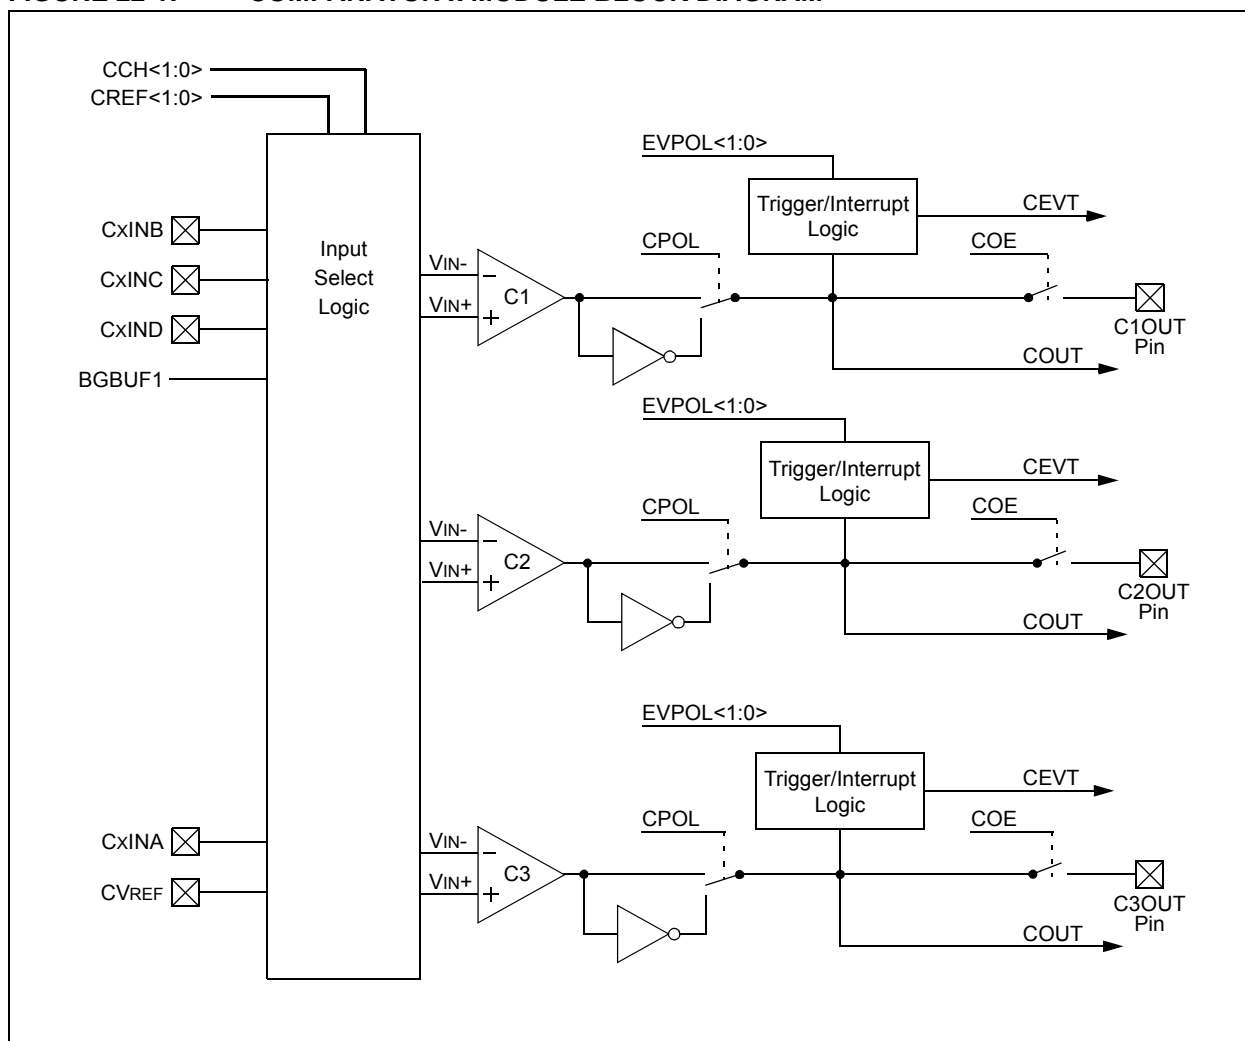 CCH<1:0>
CREF<1:0>
CxINB
CxINC
CxIND
BGBUF1
Input
Select
Logic
CxINA
CVREF
EVPOL<1:0>
Trigger/Interrupt
Logic
CEVT
CPOL
COE
VIN-
VIN+
C1
C1OUT
Pin
COUT
EVPOL<1:0>
Trigger/Interrupt
Logic
CEVT
CPOL
COE
VIN-
VIN+
C2
C2OUT
Pin
COUT
EVPOL<1:0>
Trigger/Interrupt
Logic
CEVT
CPOL
COE
VIN-
VIN+
C3
C3OUT
Pin
COUT